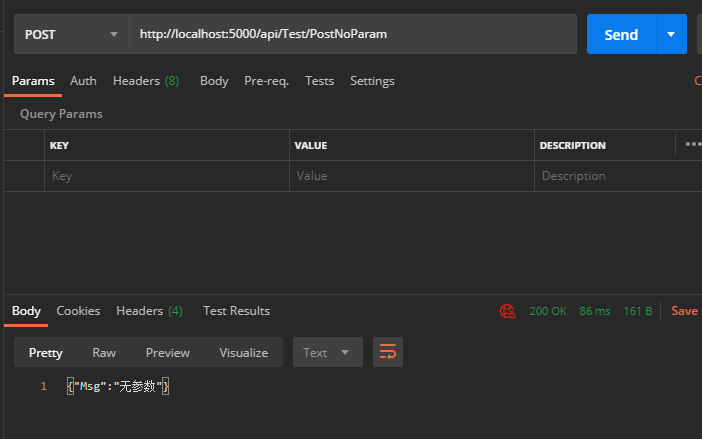 POST http://localhost:5000/api/Test/PostNoParam Send
Params Auth Headers (8) Body Pre-req. Tests Settings C
Query Params
KEY VALUE DESCRIPTION •••
Key Value Description
Body Cookies Headers (4) Test Results 200 OK 86 ms 161 B Save
Pretty Raw Preview Visualize Text
1 {"Msg":"无参数"}